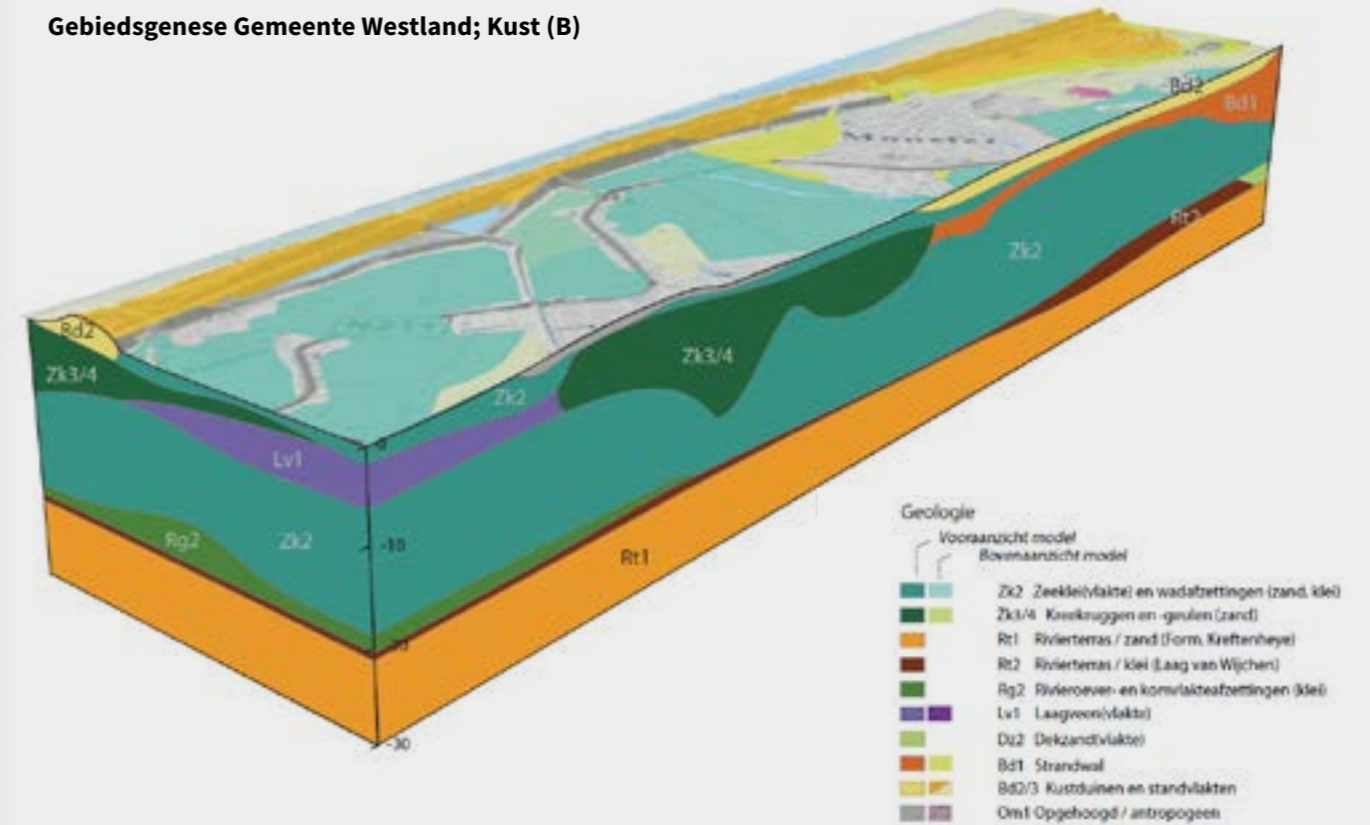 Gebiedsgenese Gemeente Westland; Kust (B)
Bd2
Bd1
Monster
Rt2
Zk2
Bd2
Zk3/4
Zk3/4
Zk2
Lv1
0
Rg2
Zk2
-10
Rt1
-20
-30
Geologie
Vooraanzicht model
Bovenaanzicht model
Zk2 Zeeklei(vlakte) en wadafzettingen (zand, klei)
Zk3/4 Kreekruggen en -geulen (zand)
Rt1 Rivierterras / zand (Form. Kreftenheye)
Rt2 Rivierterras / klei (Laag van Wijchen)
Rg2 Rivieroever- en komvlakteafzettingen (klei)
Lv1 Laagveen(vlakte)
Dz2 Dekzand(vlakte)
Bd1 Strandwal
Bd2/3 Kustduinen en standvlakten
Om1 Opgehoogd / antropogeen